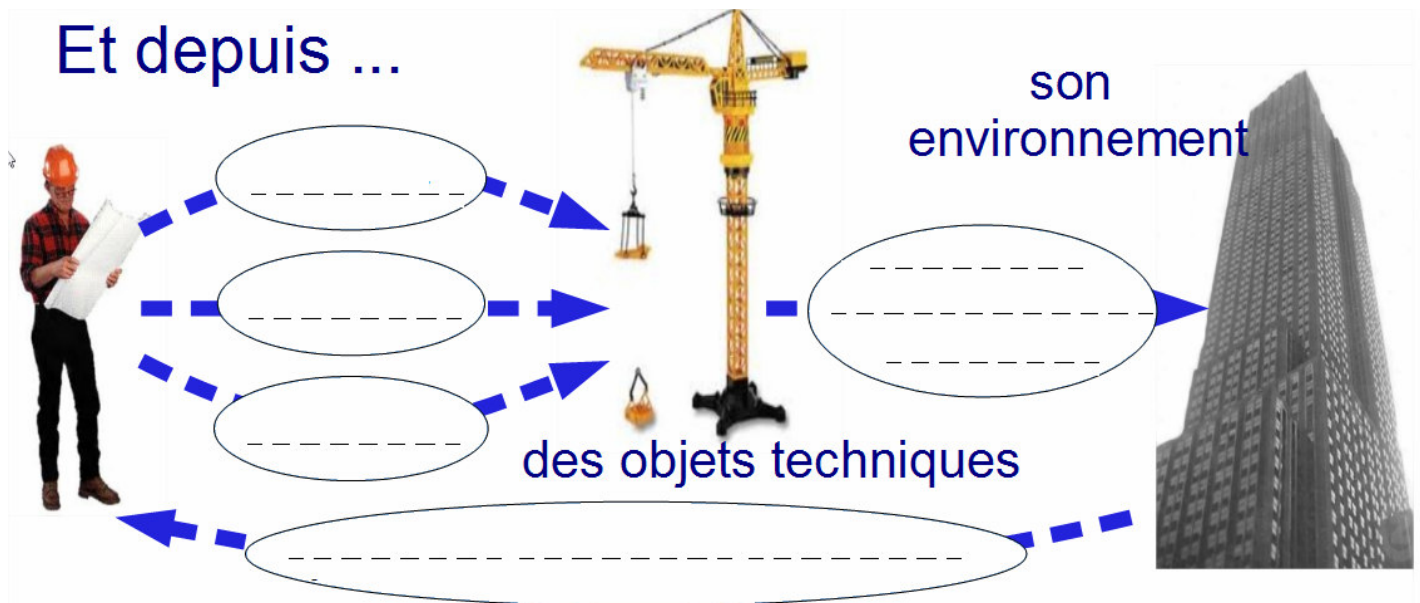 Et depuis ...
son
environnement
des objets techniques